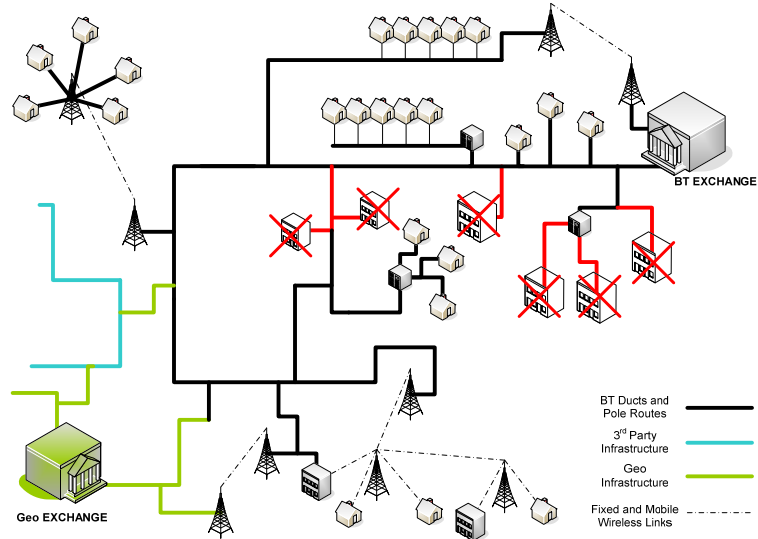 BT EXCHANGE
BT Ducts and
Pole Routes
3rd Party
Infrastructure
Geo
Infrastructure
Fixed and Mobile
Wireless Links
Geo EXCHANGE